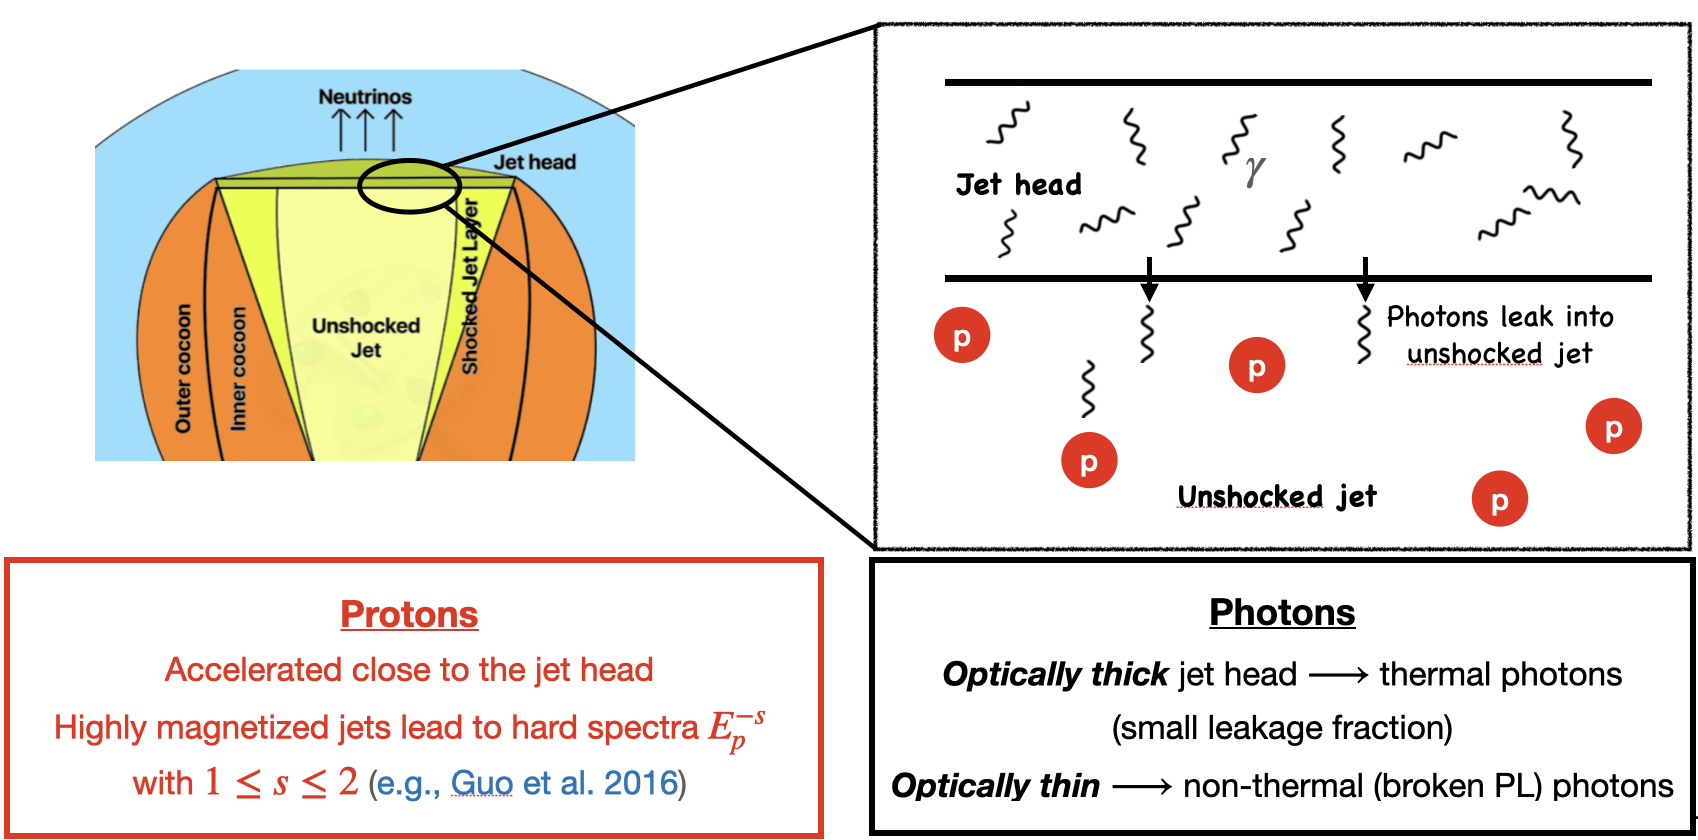 Neutrinos
Jet head
Unshocked
Jet
Shocked Jet Layer
Outer cocoon
Inner cocoon
Jet head
γ
Photons leak into
unshocked jet
p
p
p
p
p
Unshocked jet
Protons
Accelerated close to the jet head
Highly magnetized jets lead to hard spectra $E_p^{-s}$
with 1 ≤ s ≤ 2 (e.g., Guo et al. 2016)
Photons
Optically thick jet head ⟶ thermal photons
(small leakage fraction)
Optically thin ⟶ non-thermal (broken PL) photons